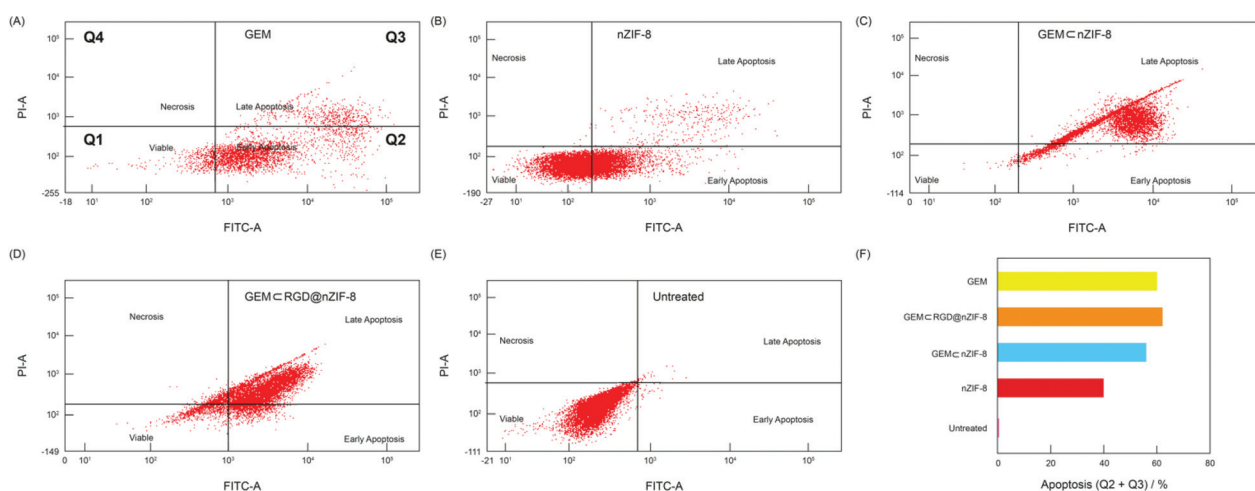 (A)
Q4
GEM
Q3
Necrosis
Late Apoptosis
Q1
Viable
Early Apoptosis
Q2
PI-A
10⁵
10⁴
10³
10²
-255
-18
10¹
10²
10³
10⁴
10⁵
FITC-A
(B)
nZIF-8
Necrosis
Late Apoptosis
Viable
Early Apoptosis
PI-A
10⁵
10⁴
10³
10²
-190
-27
10¹
10²
10³
10⁴
10⁵
FITC-A
(C)
GEM⊂nZIF-8
Necrosis
Late Apoptosis
Viable
Early Apoptosis
PI-A
10⁵
10⁴
10³
10²
-114
0
10¹
10²
10³
10⁴
10⁵
FITC-A
(D)
GEM⊂RGD@nZIF-8
Necrosis
Late Apoptosis
Viable
Early Apoptosis
PI-A
10⁵
10⁴
10³
10²
-149
0
10¹
10²
10³
10⁴
10⁵
FITC-A
(E)
Untreated
Necrosis
Late Apoptosis
Viable
Early Apoptosis
PI-A
10⁵
10⁴
10³
10²
-111
-21
10¹
10²
10³
10⁴
10⁵
FITC-A
(F)
GEM
GEM⊂RGD@nZIF-8
GEM⊂nZIF-8
nZIF-8
Untreated
0
20
40
60
80
Apoptosis (Q2 + Q3) / %